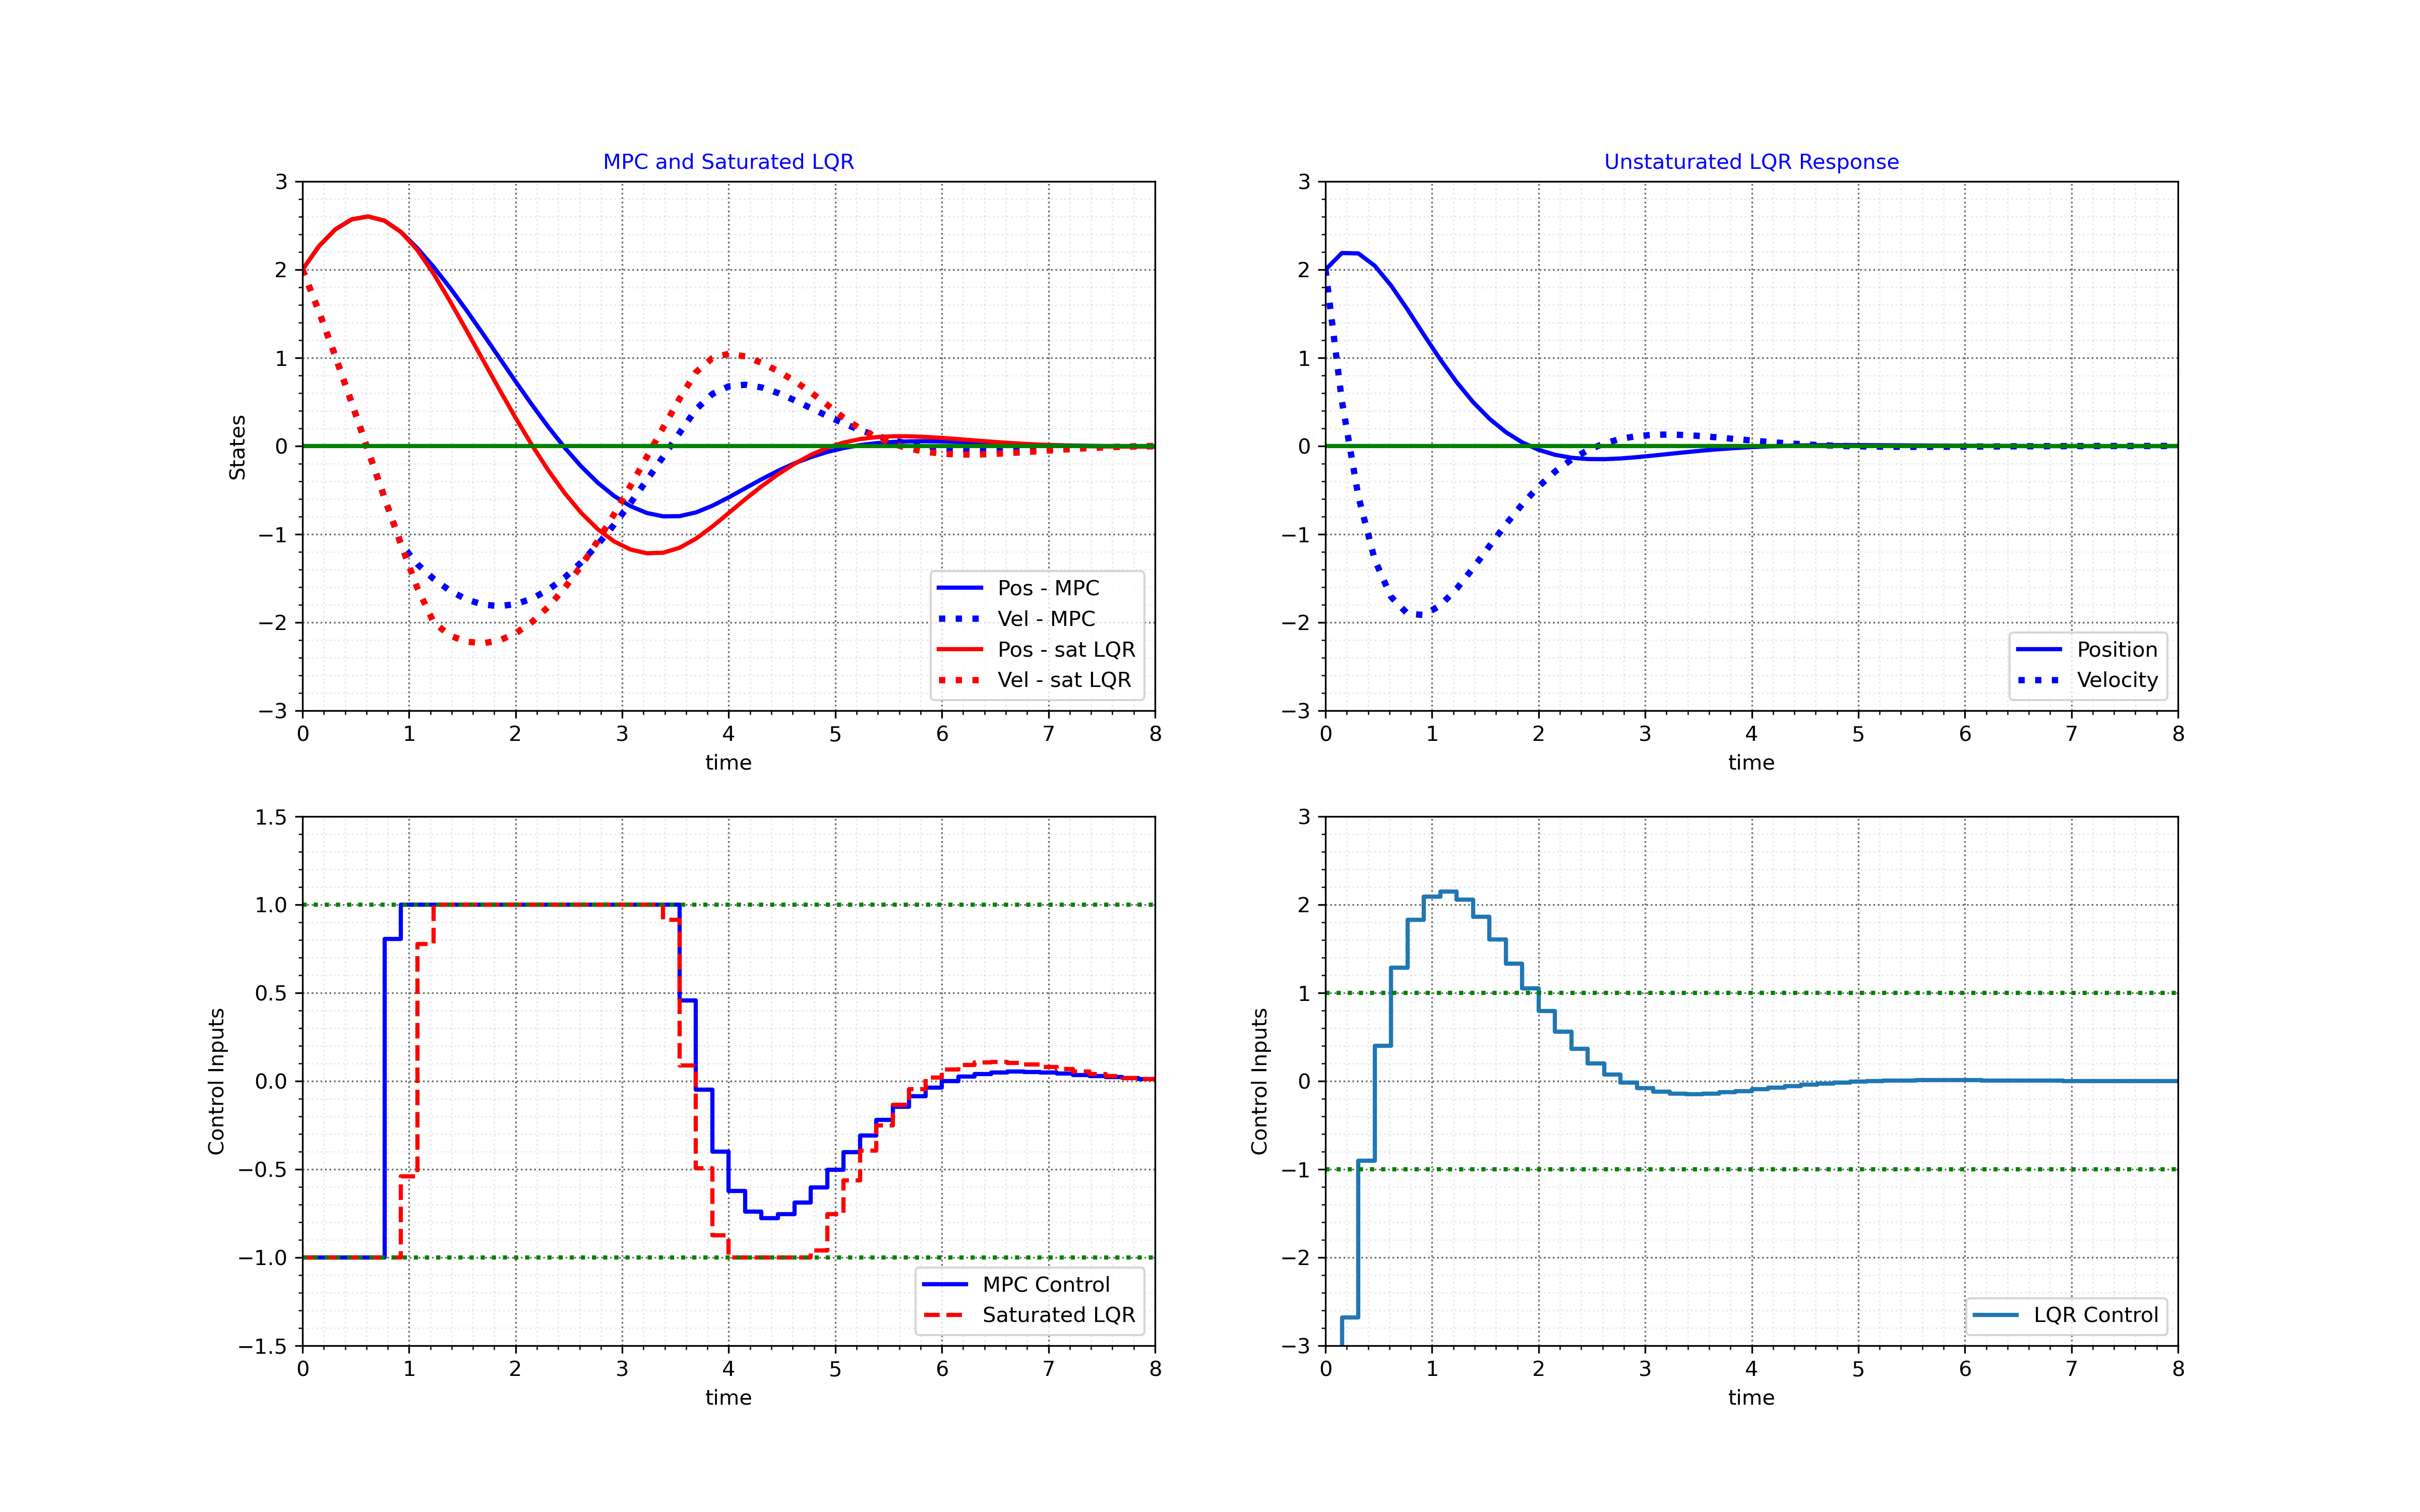 MPC and Saturated LQR
3
2
1
0
−1
−2
−3
States
0 1 2 3 4 5 6 7 8
time
Pos - MPC
Vel - MPC
Pos - sat LQR
Vel - sat LQR
Unstaturated LQR Response
3
2
1
0
−1
−2
−3
0 1 2 3 4 5 6 7 8
time
Position
Velocity
1.5
1.0
0.5
0.0
−0.5
−1.0
−1.5
Control Inputs
0 1 2 3 4 5 6 7 8
time
MPC Control
Saturated LQR
3
2
1
0
−1
−2
−3
Control Inputs
0 1 2 3 4 5 6 7 8
time
LQR Control